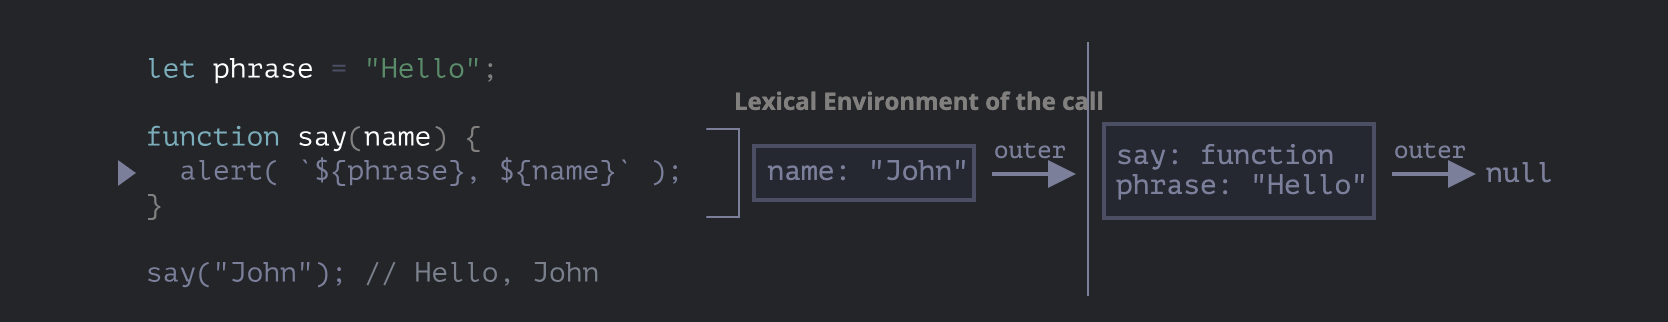 let phrase = "Hello";
function say(name) {
alert( `${phrase}, ${name}` );
}
say("John"); // Hello, John
Lexical Environment of the call
name: "John"
outer
say: function
phrase: "Hello"
outer
null